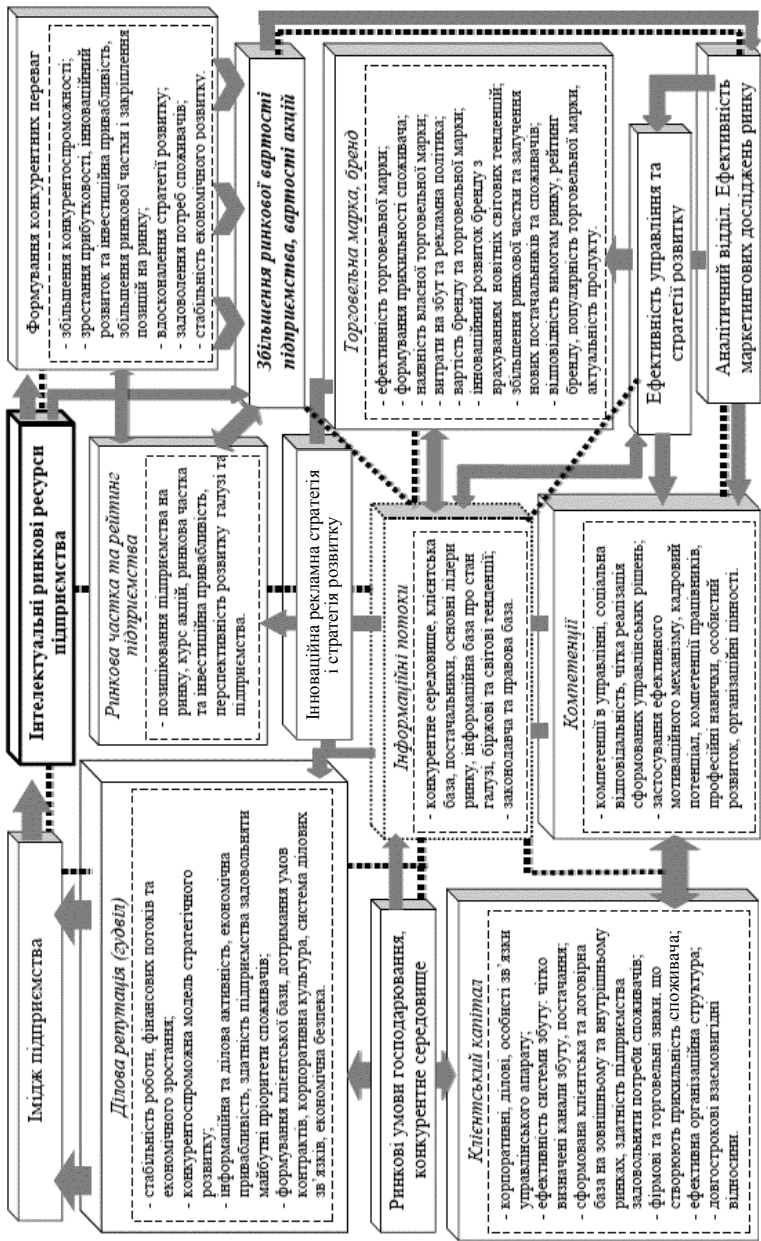 Імідж підприємства
Інтелектуальні ринкові ресурси
підприємства
Формування конкурентних переваг
- збільшення конкурентоспроможності;
- зростання прибутковості, інноваційний
розвиток та інвестиційна привабливість,
збільшення ринкової частки і закріплення
позицій на ринку;
- вдосконалення стратегії розвитку;
- задоволення потреб споживачів;
- стабільність економічного розвитку.
Ділова репутація (гудвіл)
- стабільність роботи, фінансових потоків та
економічного зростання;
- конкурентоспроможна модель стратегічного
розвитку;
- інформаційна та ділова активність, економічна
привабливість, здатність підприємства задовольняти
майбутні пріоритети споживачів;
- формування клієнтської бази, дотримання умов
контрактів, корпоративна культура, система ділових
зв’язків, економічна безпека.
Ринкова частка та рейтинг
підприємства
- позиціювання підприємства на
ринку, курс акцій, ринкова частка
та інвестиційна привабливість,
перспективність розвитку галузі та
підприємства.
Збільшення ринкової вартості
підприємства, вартості акцій
Інноваційна рекламна стратегія
і стратегія розвитку
Торговельна марка, бренд
- ефективність торговельної марки;
- формування прихильності споживача;
- наявність власної торговельної марки;
- витрати на збут та рекламна політика;
- вартість бренду та торговельної марки;
- інноваційний розвиток бренду з
врахуванням новітніх світових тенденцій;
- збільшення ринкової частки та залучення
нових постачальників та споживачів;
- відповідність вимогам ринку, рейтинг
бренду, популярність торговельної марки,
актуальність продукту.
Ринкові умови господарювання,
конкурентне середовище
Інформаційні потоки
- конкурентне середовище, клієнтська
база, постачальники, основні лідери
ринку, інформаційна база про стан
галузі, біржові та світові тенденції;
- законодавча та правова база.
Ефективність управління та
стратегії розвитку
Клієнтський капітал
- корпоративні, ділові, особисті зв’язки
управлінського апарату;
- ефективність системи збуту. чітко
визначені канали збуту, постачання;
- сформована клієнтська та договірна
база на зовнішньому та внутрішньому
ринках, здатність підприємства
задовольняти потреби споживачів;
- фірмові та торговельні знаки, що
створюють прихильність споживача;
- ефективна організаційна структура;
- довгострокові взаємовигідні
відносини.
Компетенції
- компетенції в управлінні, соціальна
відповідальність, чітка реалізація
сформованих управлінських рішень;
- застосування ефективного
мотиваційного механізму, кадровий
потенціал, компетенції працівників,
професійні навички, особистий
розвиток, організаційні цінності.
Аналітичний відділ. Ефективність
маркетингових досліджень ринку